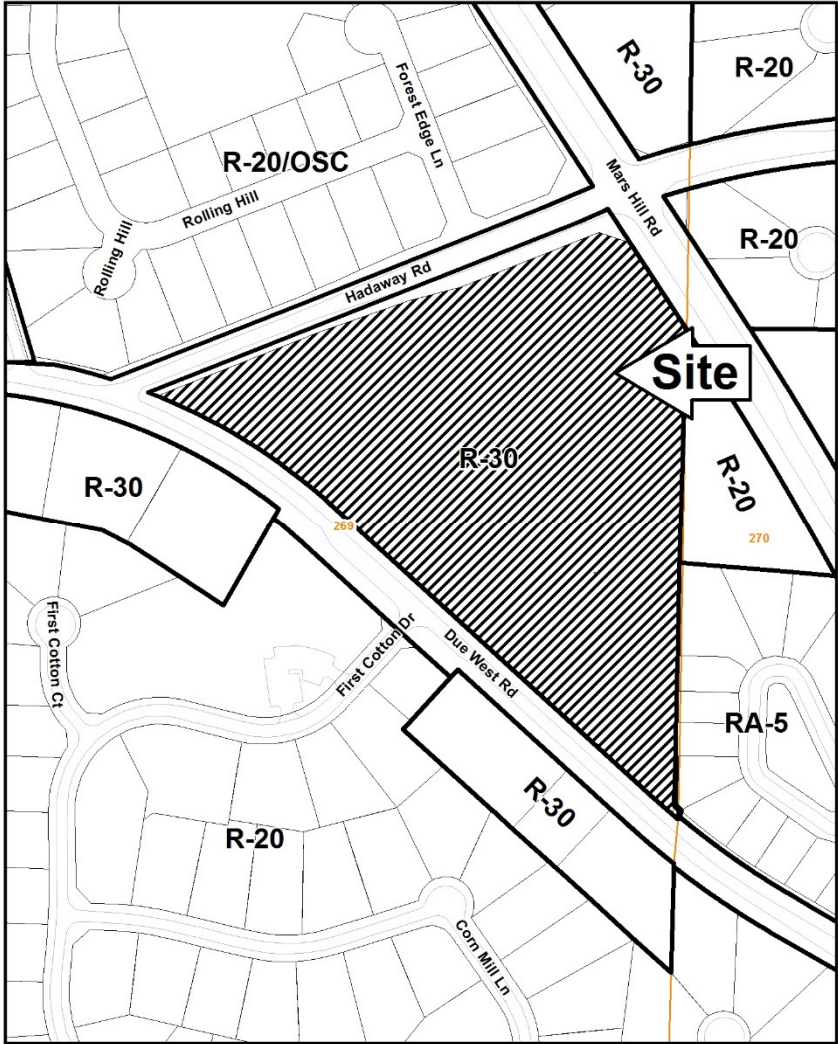 R-30
R-20
Forest Edge Ln
R-20/OSC
Mars Hill Rd
Rolling Hill
Rolling Hill
R-20
Hadaway Rd
Site
R-30
R-30
R-20
269
270
First Cotton Ct
First Cotton Dr
Due West Rd
RA-5
R-30
R-20
Corn Mill Ln